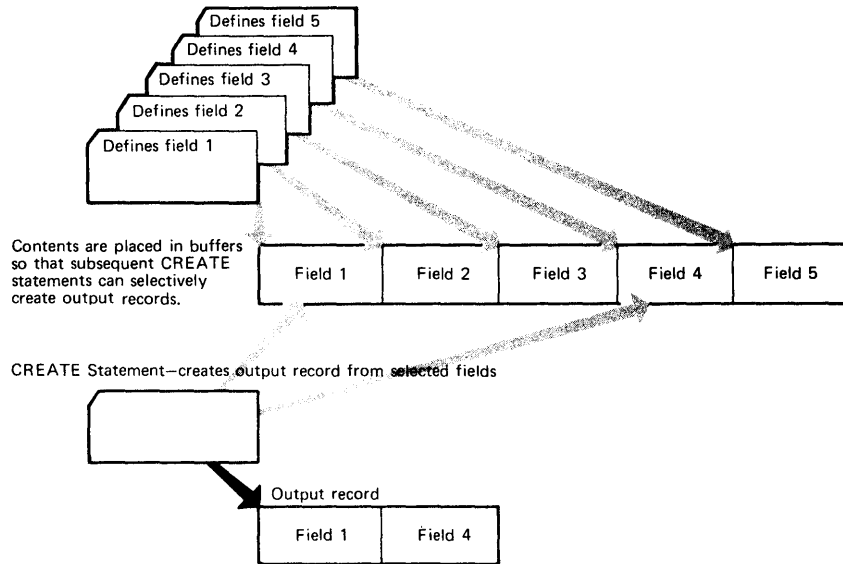 Defines field 5
Defines field 4
Defines field 3
Defines field 2
Defines field 1
Contents are placed in buffers
so that subsequent CREATE
statements can selectively
create output records.
Field 1 Field 2 Field 3 Field 4 Field 5
CREATE Statement—creates output record from selected fields
Output record
Field 1 Field 4